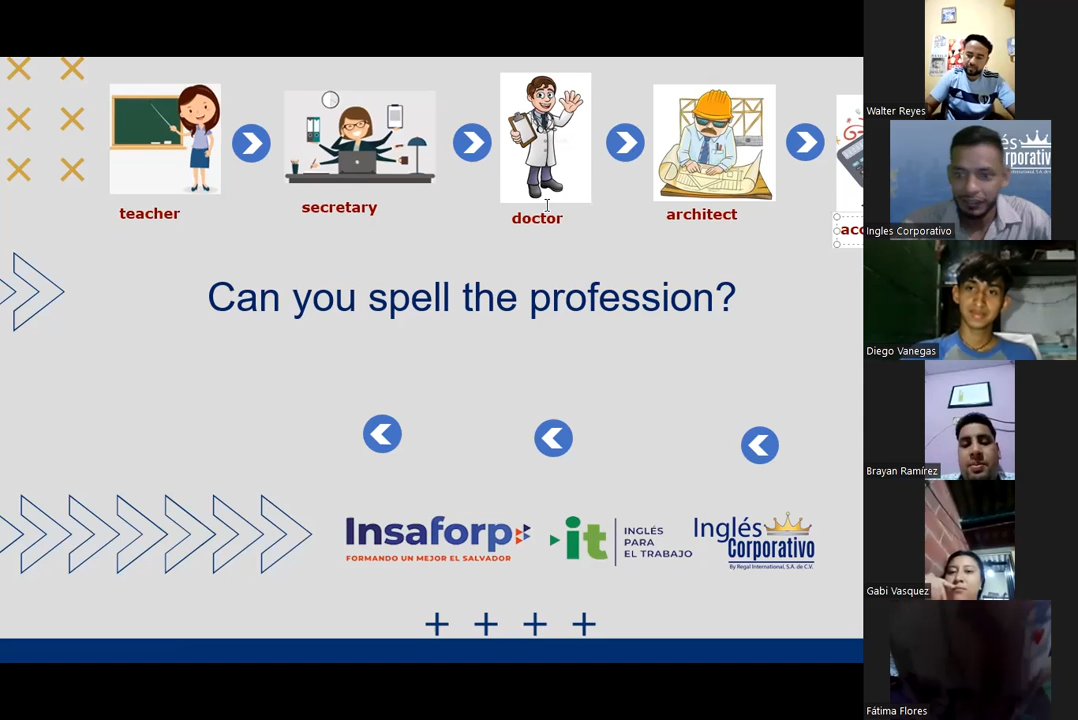 teacher
secretary
doctor
architect
acc
Can you spell the profession?
Insaforp
FORMANDO UN MEJOR EL SALVADOR
it
INGLÉS
PARA
EL TRABAJO
Inglés
Corporativo
By Regal International, S.A. de C.V.
Walter Reyes
Ingles Corporativo
Diego Vanegas
Brayan Ramírez
Gabi Vasquez
Fátima Flores